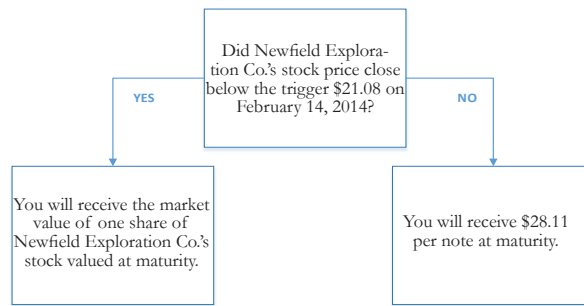 Did Newfield Explora-
tion Co.'s stock price close
below the trigger $21.08 on
February 14, 2014?
YES
NO
You will receive the market
value of one share of
Newfield Exploration Co.'s
stock valued at maturity.
You will receive $28.11
per note at maturity.